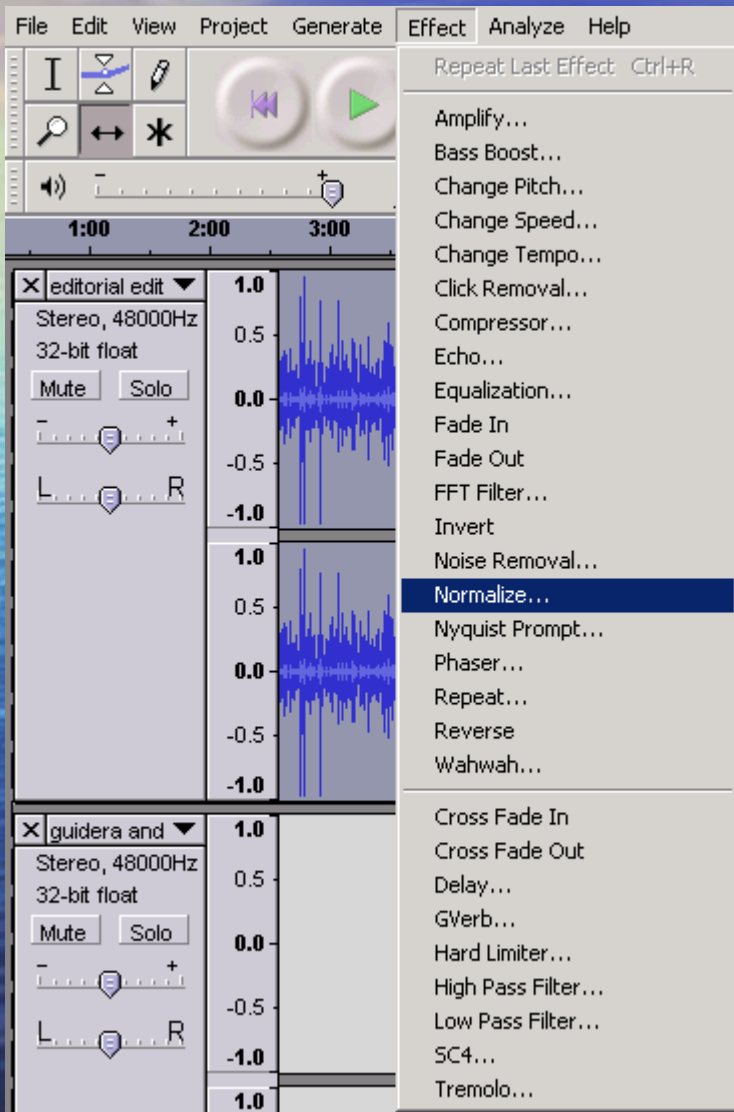 File Edit View Project Generate Effect Analyze Help
Repeat Last Effect Ctrl+R
Amplify...
Bass Boost...
Change Pitch...
Change Speed...
Change Tempo...
Click Removal...
Compressor...
Echo...
Equalization...
Fade In
Fade Out
FFT Filter...
Invert
Noise Removal...
Normalize...
Nyquist Prompt...
Phaser...
Repeat...
Reverse
Wahwah...
Cross Fade In
Cross Fade Out
Delay...
GVerb...
Hard Limiter...
High Pass Filter...
Low Pass Filter...
SC4...
Tremolo...
- +
1:00 2:00 3:00
X editorial edit
Stereo, 48000Hz
32-bit float
Mute Solo
- +
L R
1.0
0.5
0.0
-0.5
-1.0
1.0
0.5
0.0
-0.5
-1.0
X guidera and
Stereo, 48000Hz
32-bit float
Mute Solo
- +
L R
1.0
0.5
0.0
-0.5
-1.0
1.0